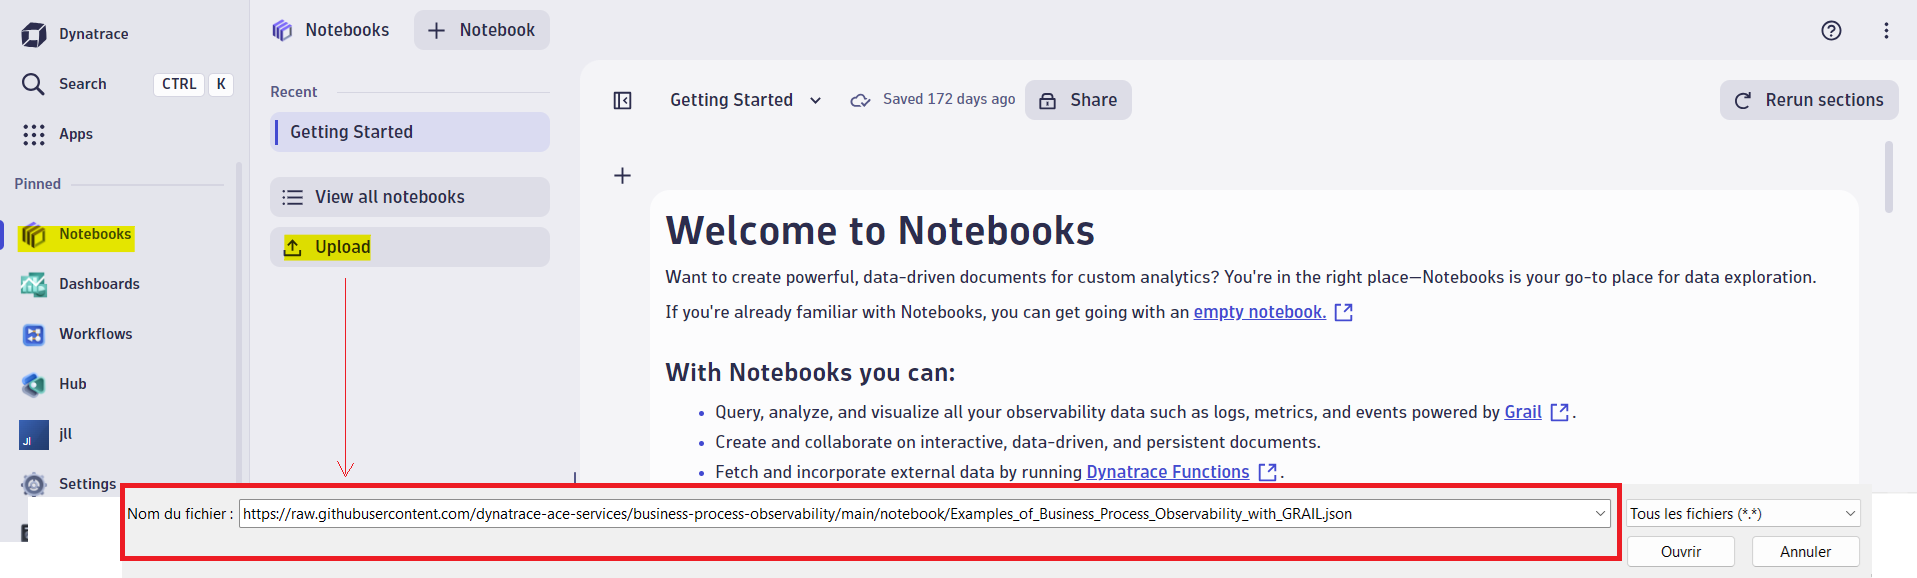 Dynatrace
Search CTRL K
Apps
Pinned
Notebooks
Dashboards
Workflows
Hub
Jl jll
Settings
Notebooks + Notebook
Recent
Getting Started
View all notebooks
Upload
Getting Started Saved 172 days ago Share Rerun sections
Welcome to Notebooks
Want to create powerful, data-driven documents for custom analytics? You're in the right place—Notebooks is your go-to place for data exploration.
If you're already familiar with Notebooks, you can get going with an empty notebook.
With Notebooks you can:
• Query, analyze, and visualize all your observability data such as logs, metrics, and events powered by Grail .
• Create and collaborate on interactive, data-driven, and persistent documents.
• Fetch and incorporate external data by running Dynatrace Functions .
Nom du fichier : https://raw.githubusercontent.com/dynatrace-ace-services/business-process-observability/main/notebook/Examples_of_Business_Process_Observability_with_GRAIL.json Tous les fichiers (*.*)
Ouvrir Annuler